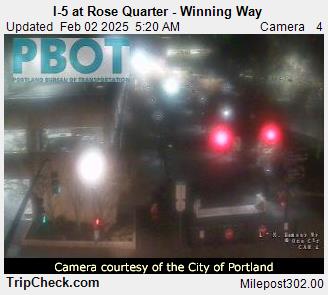 I-5 at Rose Quarter - Winning Way
Updated Feb 02 2025 5:20 AM Camera 4
PBOT
PORTLAND BUREAU OF TRANSPORTATION
Camera courtesy of the City of Portland
TripCheck.com Milepost302.00